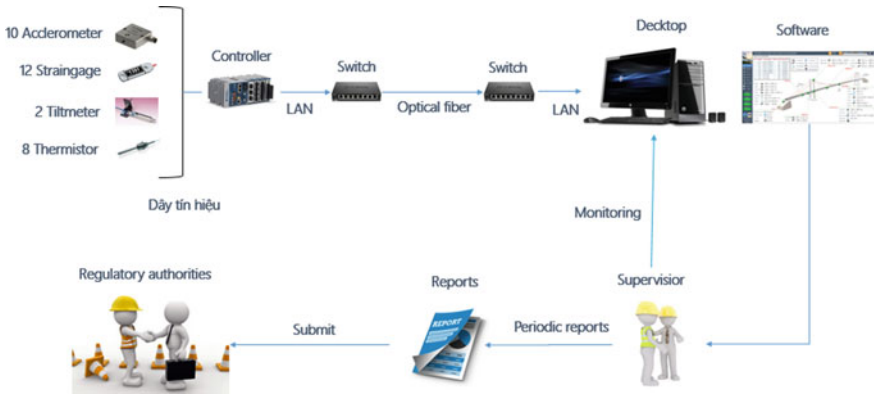 10 Acclerometer
12 Straingage
2 Tiltmeter
8 Thermistor
Dây tín hiệu
Controller
LAN
Switch
Optical fiber
Switch
LAN
Decktop
Software
Monitoring
Regulatory authorities
Submit
Reports
REPORT
Periodic reports
Supervisior